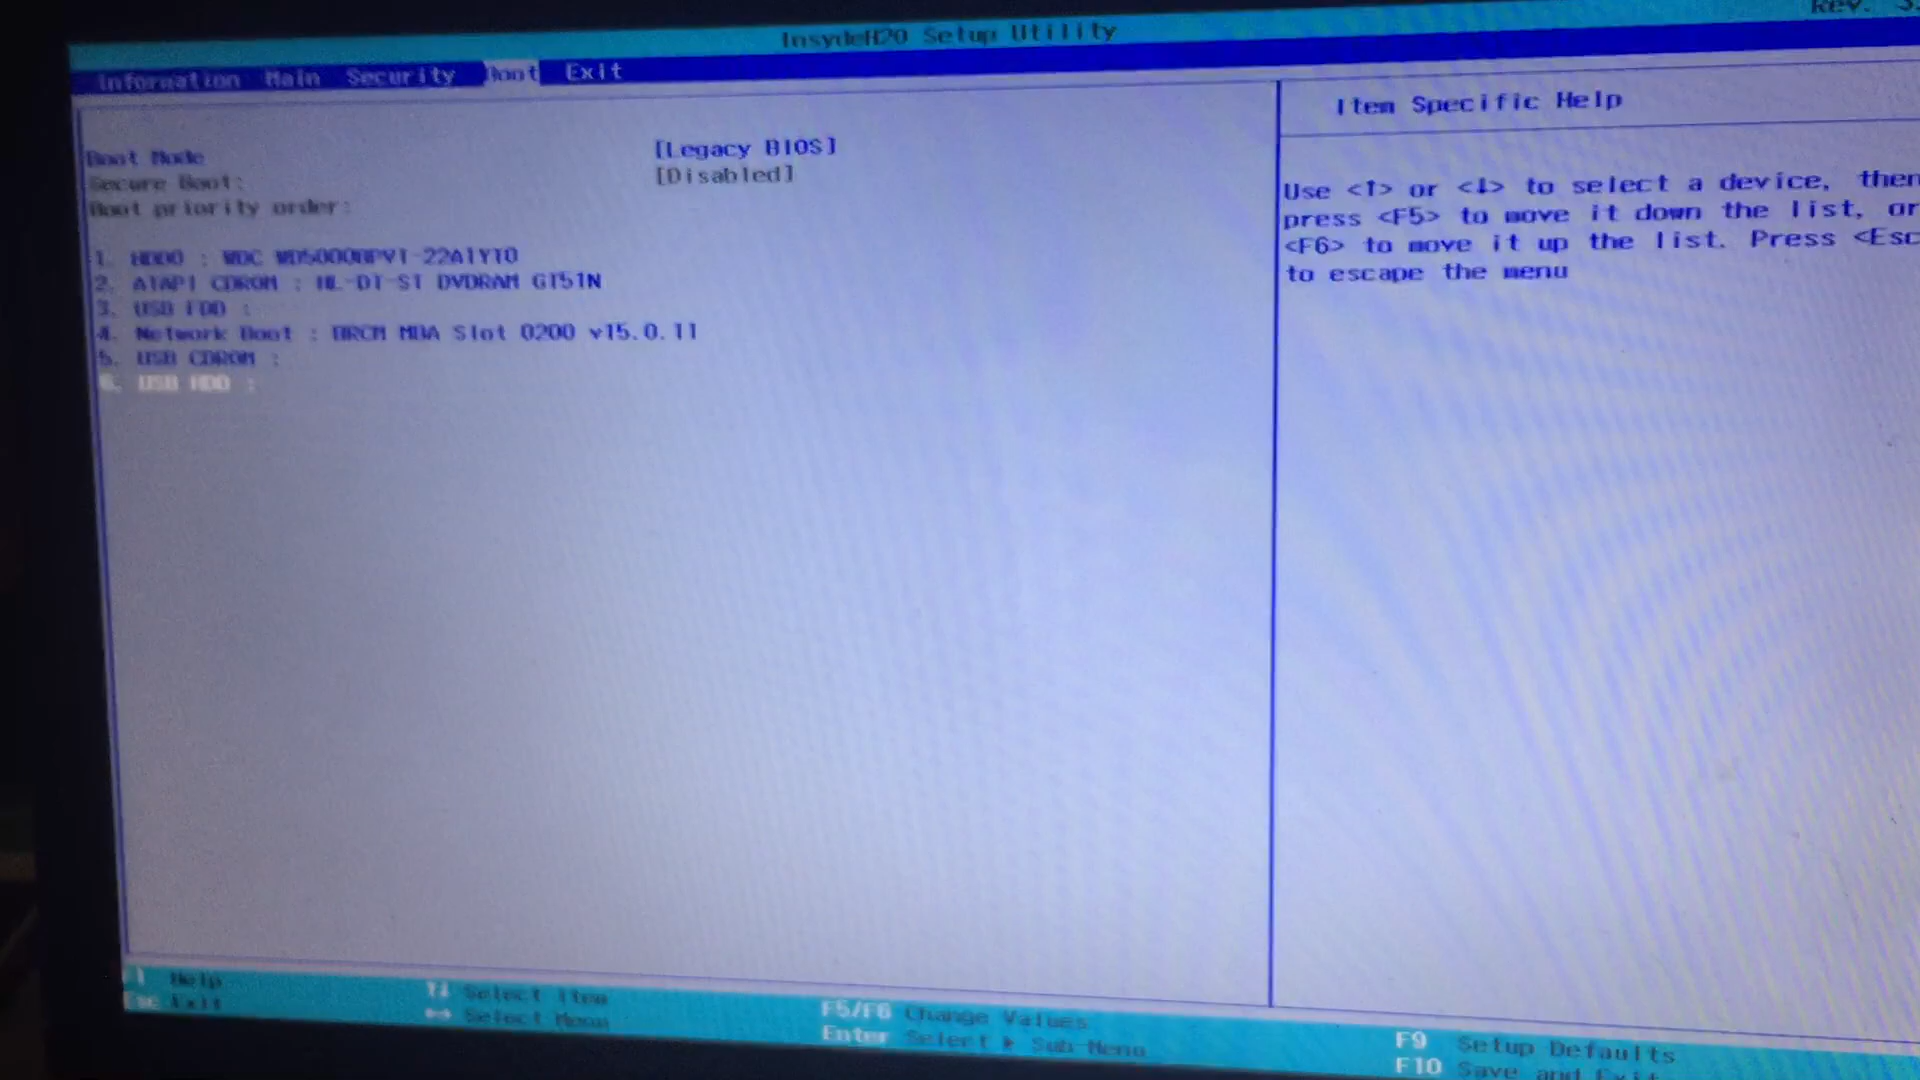 InsydeH20 Setup Utility
Rev.
Information Main Security Boot Exit
Item Specific Help
Boot Mode [Legacy BIOS]
Secure Boot: [Disabled]
Boot priority order:
1. HDD0 : WDC WD5000BPVT-22A1YT0
2. ATAPI CDROM : HL-DT-ST DVDRAM GT51N
3. USB FDD :
4. Network Boot : BRCM MBA Slot 0200 v15.0.11
5. USB CDROM :
6. USB HDD :
Use <↑> or <↓> to select a device, then
press <F5> to move it down the list, or
<F6> to move it up the list. Press <Esc
to escape the menu
F1 Help ↑↓ Select Item F5/F6 Change Values F9 Setup Defaults
Esc Exit ↔ Select Menu Enter Select ▶ Sub-Menu F10 Save and Exit